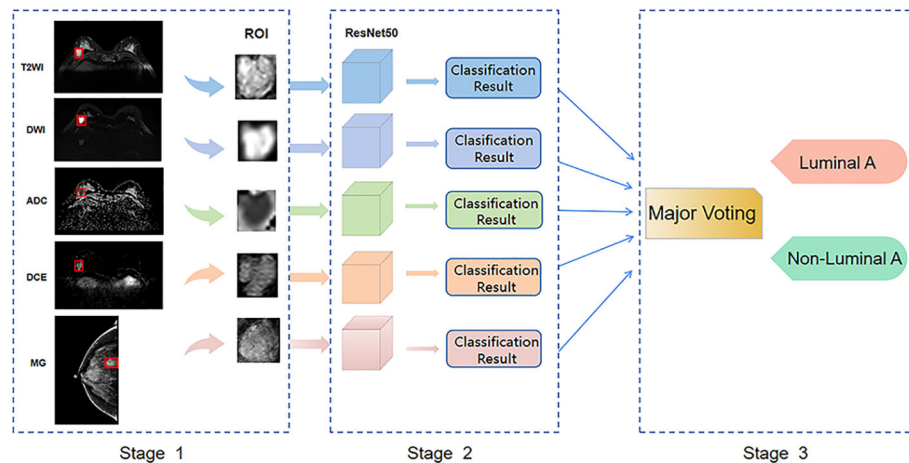 ROI
ResNet50
T2WI
Classification
Result
DWI
Clasification
Result
ADC
Classification
Result
DCE
Classification
Result
MG
Classification
Result
Major Voting
Luminal A
Non-Luminal A
Stage 1
Stage 2
Stage 3